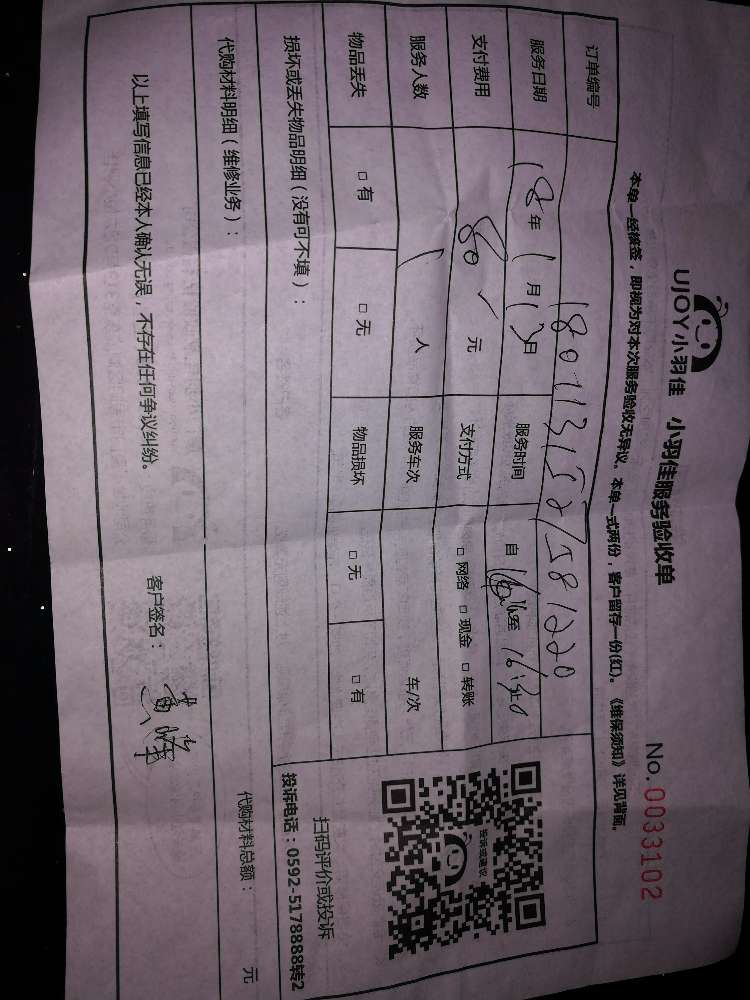 UJOY小羽佳 小羽佳服务验收单
No. 0033102
本单一经核签，即视为对本次服务验收无异议。本单一式两份，客户留存一份(红)。《维保须知》详见背面。
订单编号
服务日期 18年1月13日 服务时间 自 至 16:30
支付费用 80 元 支付方式 □网络 □现金 □转账
服务人数 1 人 服务车次 车/次
物品丢失 □有 □无 物品损坏 □无 □有
投诉或建议
扫码评价或投诉
投诉电话：0592-5178888转2
损坏或丢失物品明细（没有可不填）：
代购材料明细（维修业务）：
代购材料总额： 元
以上填写信息已经本人确认无误，不存在任何争议纠纷。
客户签名：